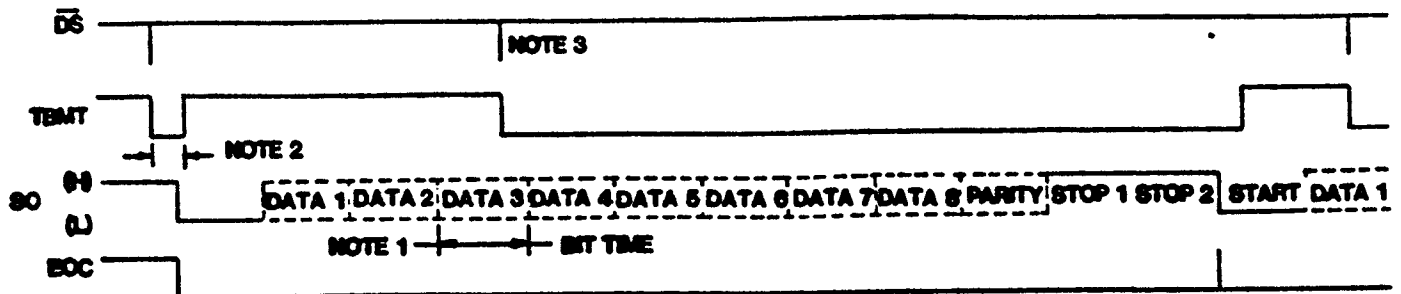 DS
NOTE 3
TBMT
NOTE 2
(H)
SO
DATA 1 DATA 2 DATA 3 DATA 4 DATA 5 DATA 6 DATA 7 DATA 8 PARITY STOP 1 STOP 2 START DATA 1
(L)
NOTE 1 BIT TIME
EOC